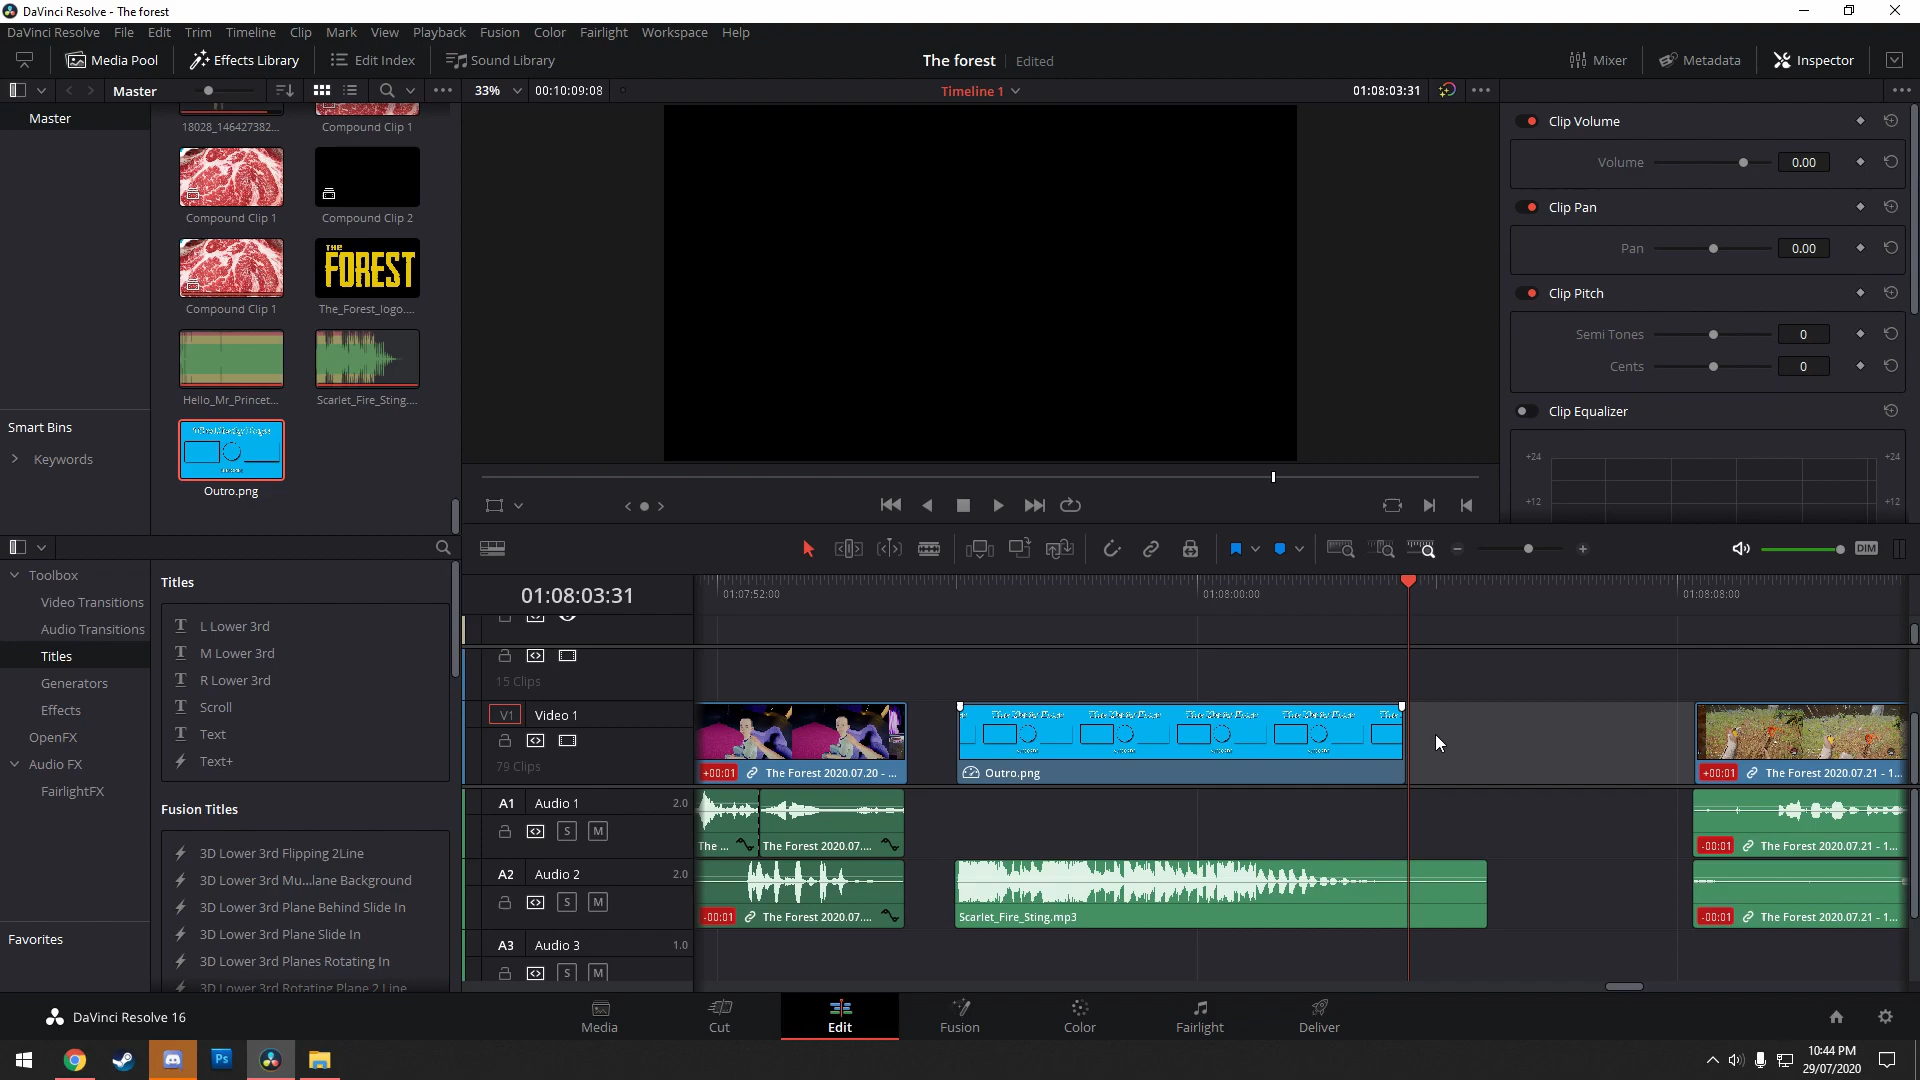 DaVinci Resolve - The forest
DaVinci Resolve File Edit Trim Timeline Clip Mark View Playback Fusion Color Fairlight Workspace Help
Media Pool Effects Library Edit Index Sound Library The forest Edited Mixer Metadata Inspector
Master 33% 00:10:09:08 Timeline 1 01:08:03:31
Master
18028_146427382... Compound Clip 1
Compound Clip 1 Compound Clip 2
THE FOREST
Compound Clip 1 The_Forest_logo....
Hello_Mr_Princet... Scarlet_Fire_Sting....
Outro.png
Smart Bins
Keywords
Clip Volume
Volume 0.00
Clip Pan
Pan 0.00
Clip Pitch
Semi Tones 0
Cents 0
Clip Equalizer
+24 +24
+12 +12
DIM
Toolbox
Video Transitions
Audio Transitions
Titles
Generators
Effects
OpenFX
Audio FX
FairlightFX
Favorites
Titles
L Lower 3rd
M Lower 3rd
R Lower 3rd
Scroll
Text
Text+
Fusion Titles
3D Lower 3rd Flipping 2Line
3D Lower 3rd Mu...lane Background
3D Lower 3rd Plane Behind Slide In
3D Lower 3rd Plane Slide In
3D Lower 3rd Planes Rotating In
3D Lower 3rd Rotating Plane 2 Line
01:08:03:31 01:07:52:00 01:08:00:00 01:08:08:00
15 Clips
V1 Video 1
79 Clips
+00:01 The Forest 2020.07.20 - ... Outro.png +00:01 The Forest 2020.07.21 - 1...
A1 Audio 1 2.0
S M The ... The Forest 2020.07.... -00:01 The Forest 2020.07.21 - 1...
A2 Audio 2 2.0
S M -00:01 The Forest 2020.07.... Scarlet_Fire_Sting.mp3 -00:01 The Forest 2020.07.21 - 1...
A3 Audio 3 1.0
S M
DaVinci Resolve 16 Media Cut Edit Fusion Color Fairlight Deliver
Ps
10:44 PM
29/07/2020